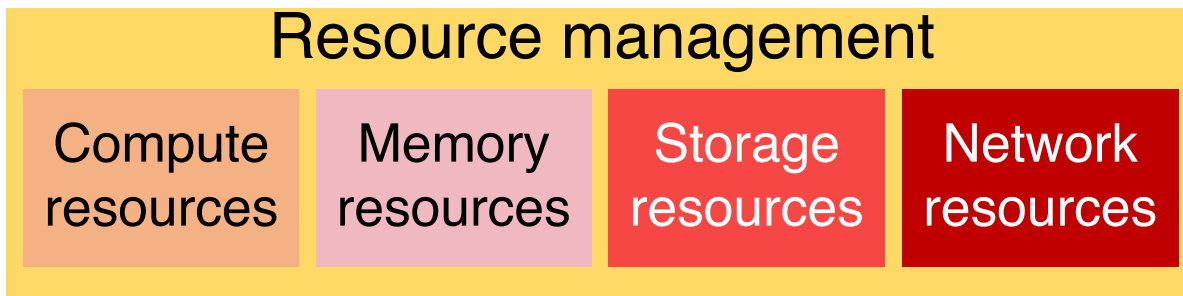 Resource management
Compute
resources
Memory
resources
Storage
resources
Network
resources